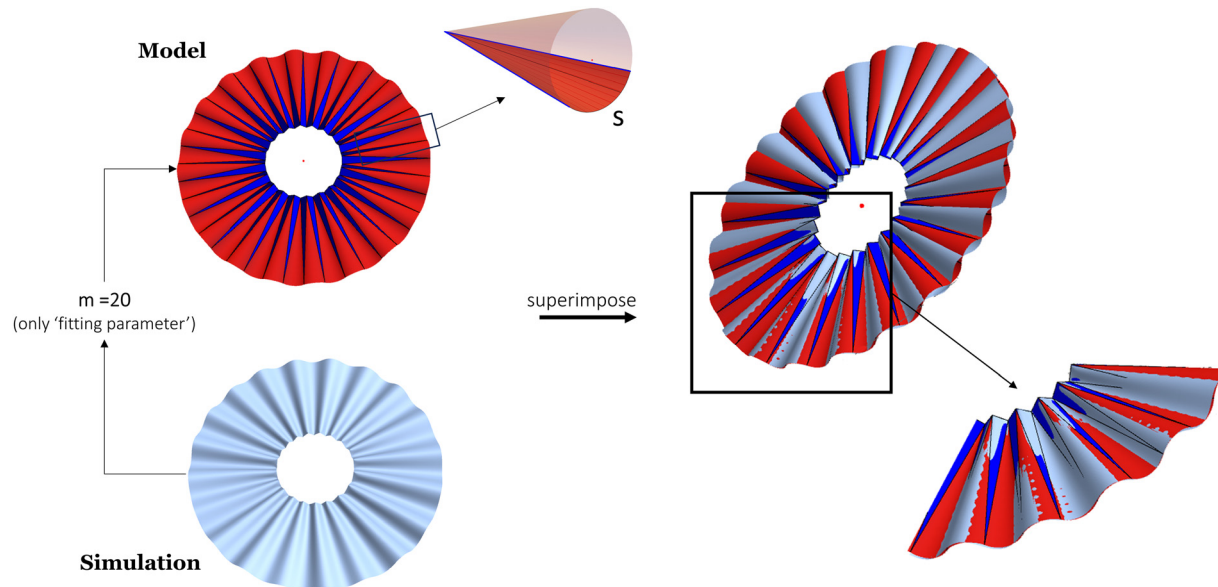 Model
S
m =20
(only ‘fitting parameter’)
superimpose
Simulation